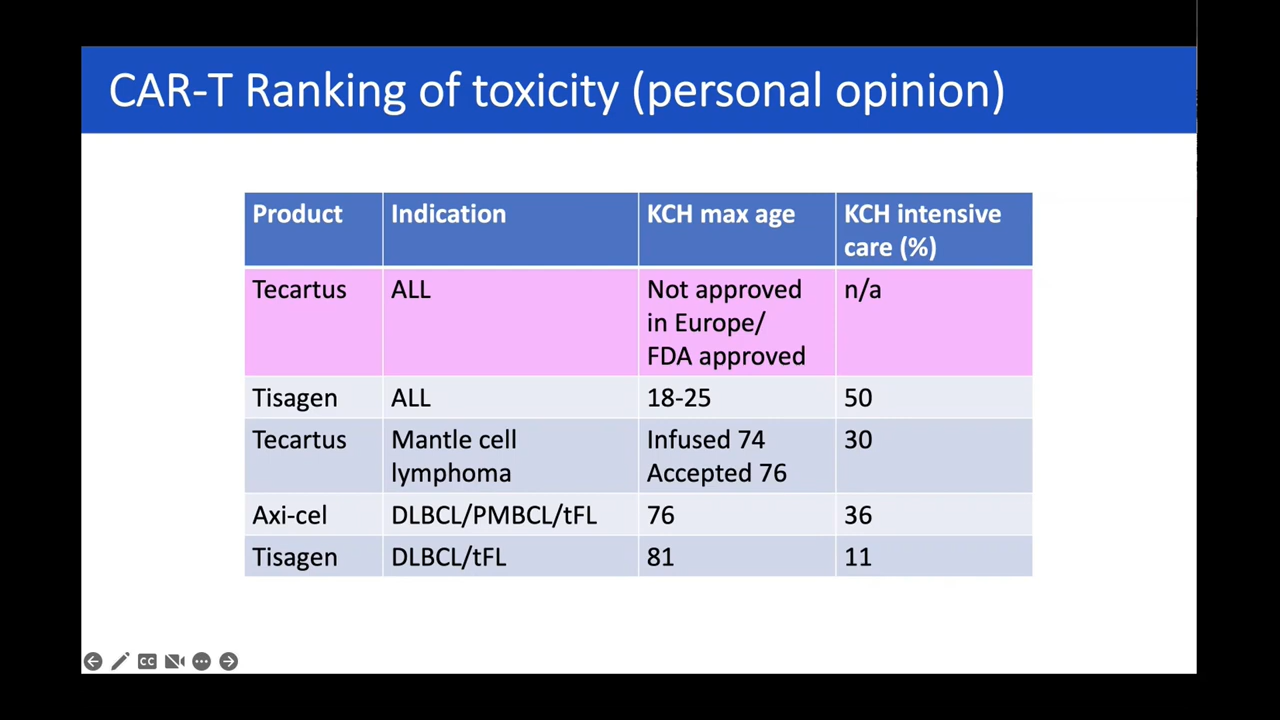 CAR-T Ranking of toxicity (personal opinion)
Product Indication KCH max age KCH intensive
care (%)
Tecartus ALL Not approved n/a
in Europe/
FDA approved
Tisagen ALL 18-25 50
Tecartus Mantle cell Infused 74 30
lymphoma Accepted 76
Axi-cel DLBCL/PMBCL/tFL 76 36
Tisagen DLBCL/tFL 81 11
CC